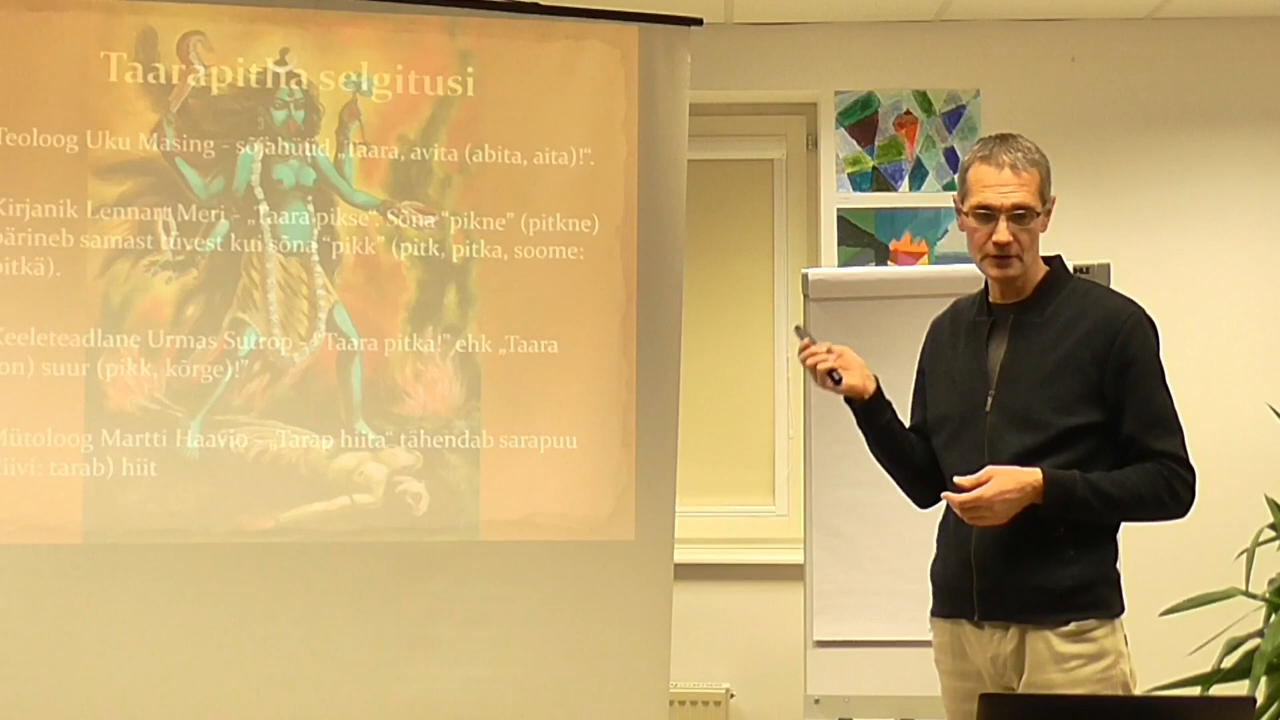 Taarapitha selgitusi
Teoloog Uku Masing - sõjahüüd „Taara, avita (abita, aita)!“.
Kirjanik Lennart Meri - „Taara pikse“. Sõna “pikne” (pitkne)
pärineb samast tüvest kui sõna “pikk” (pitk, pitka, soome:
pitkä).
Keeleteadlane Urmas Sutrop - “Taara pitkä!” ehk „Taara
(on) suur (pikk, kõrge)!”
Mütoloog Martti Haavio - „Tarap hiita“ tähendab sarapuu
(liivi: tarab) hiit